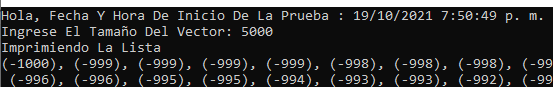 Hola, Fecha Y Hora De Inicio De La Prueba : 19/10/2021 7:50:49 p. m.
Ingrese El Tamaño Del Vector: 5000
Imprimiendo La Lista
(-1000), (-999), (-999), (-999), (-999), (-998), (-998), (-998), (-99
(-996), (-996), (-995), (-995), (-994), (-993), (-993), (-992), (-99